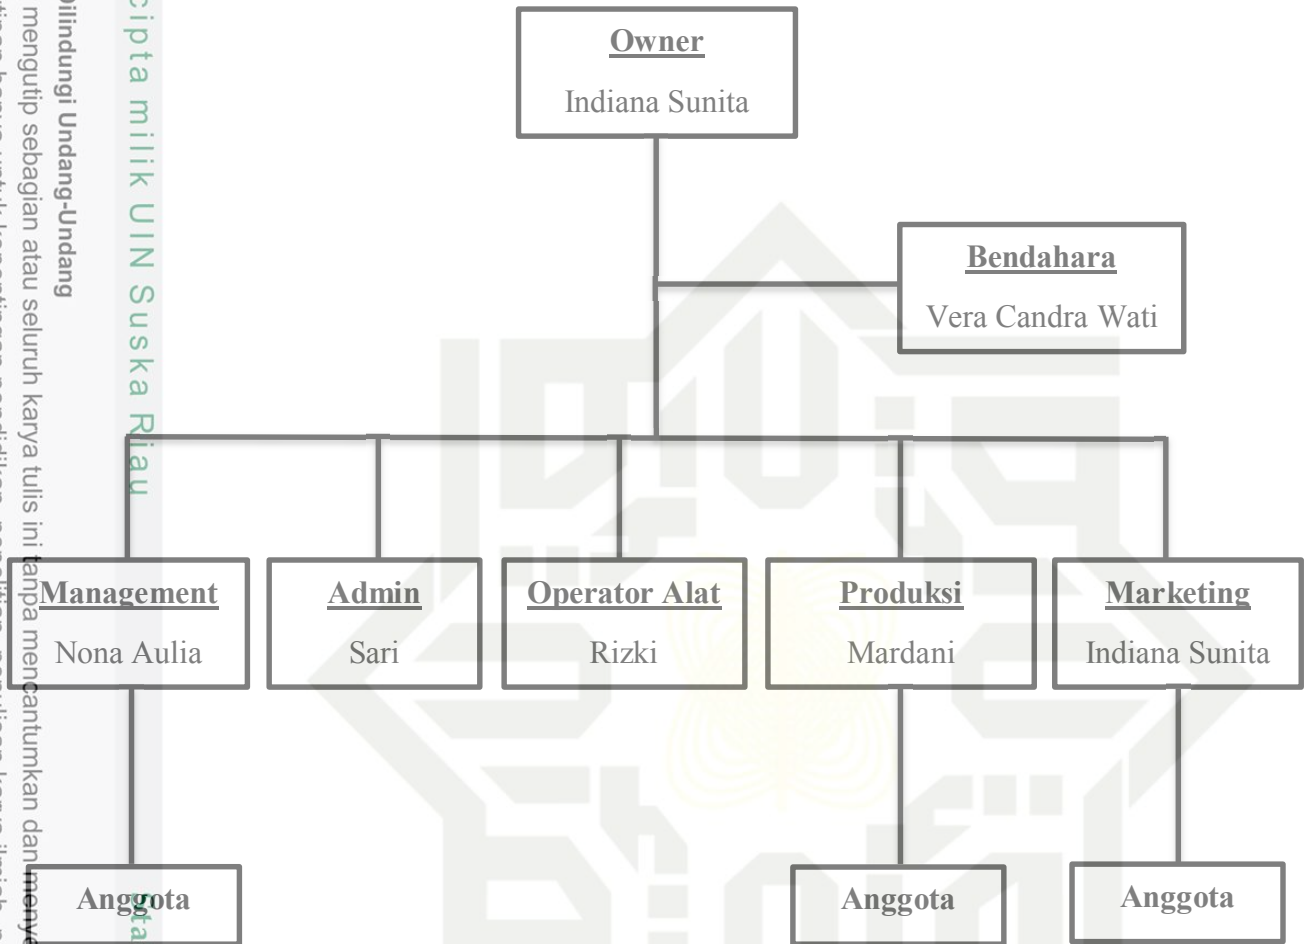 Owner
Indiana Sunita
Bendahara
Vera Candra Wati
Management
Nona Aulia
Admin
Sari
Operator Alat
Rizki
Produksi
Mardani
Marketing
Indiana Sunita
Anggota
Anggota
Anggota
cipta milik UIN Suska Riau
Sta
Dilindungi Undang-Undang
mengutip sebagian atau seluruh karya tulis ini tanpa mencantumkan dan menye